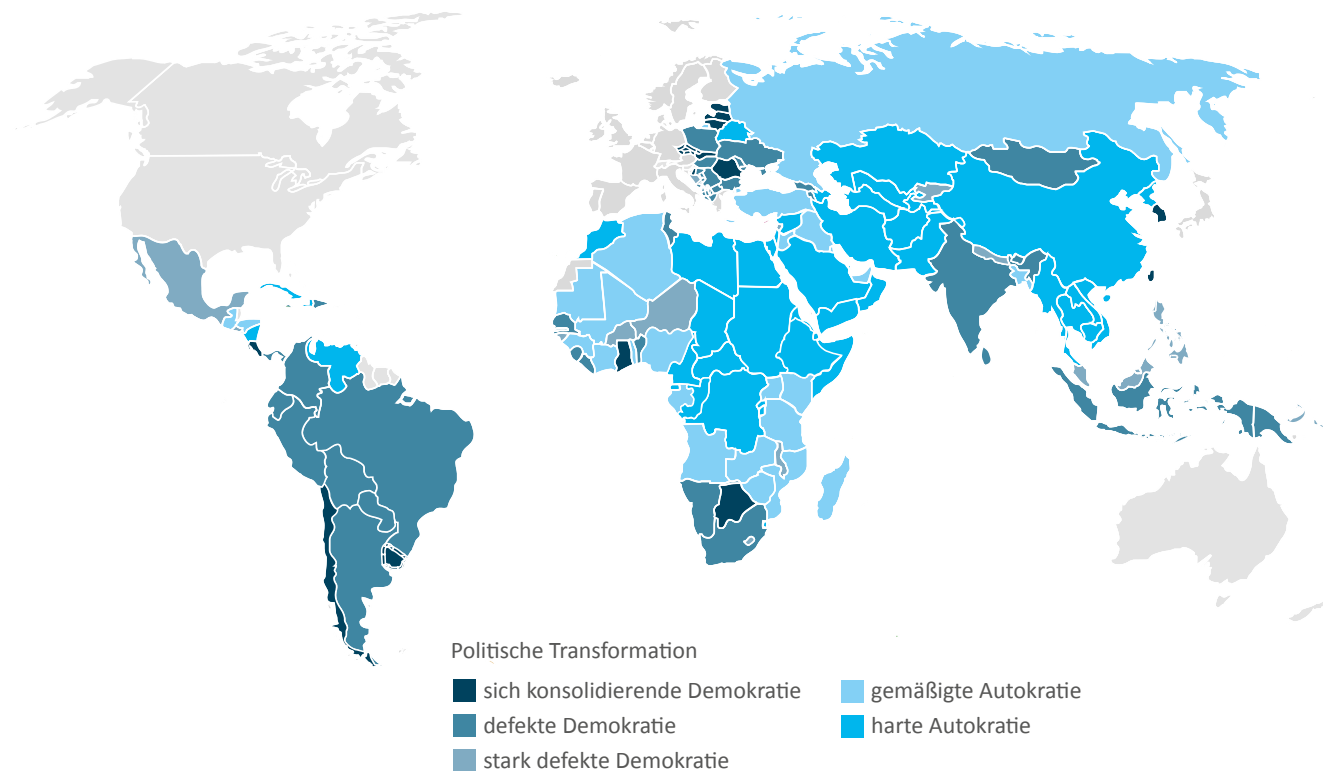 Politische Transformation
sich konsolidierende Demokratie
defekte Demokratie
stark defekte Demokratie
gemäßigte Autokratie
harte Autokratie